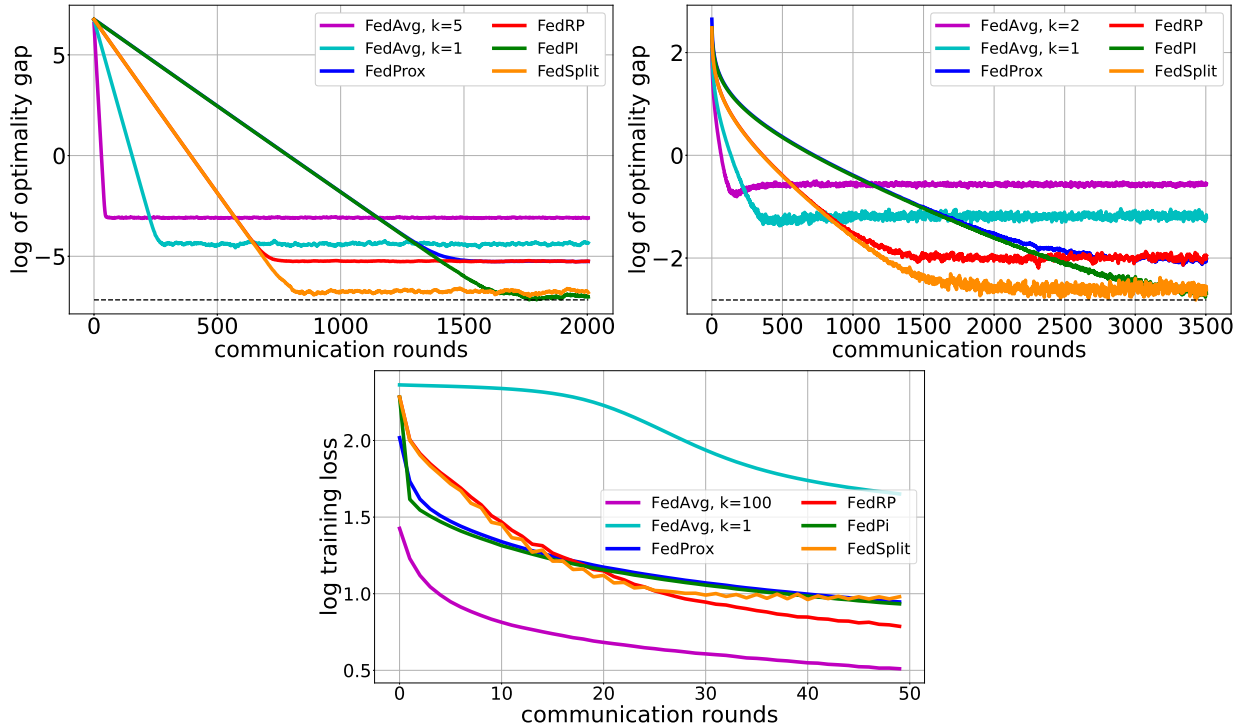 log of optimality gap
5
0
−5
FedAvg, k=5
FedAvg, k=1
FedProx
FedRP
FedPI
FedSplit
0 500 1000 1500 2000
communication rounds
log of optimality gap
2
0
−2
FedAvg, k=2
FedAvg, k=1
FedProx
FedRP
FedPI
FedSplit
0 500 1000 1500 2000 2500 3000 3500
communication rounds
log training loss
2.0
1.5
1.0
0.5
FedAvg, k=100
FedAvg, k=1
FedProx
FedRP
FedPi
FedSplit
0 10 20 30 40 50
communication rounds